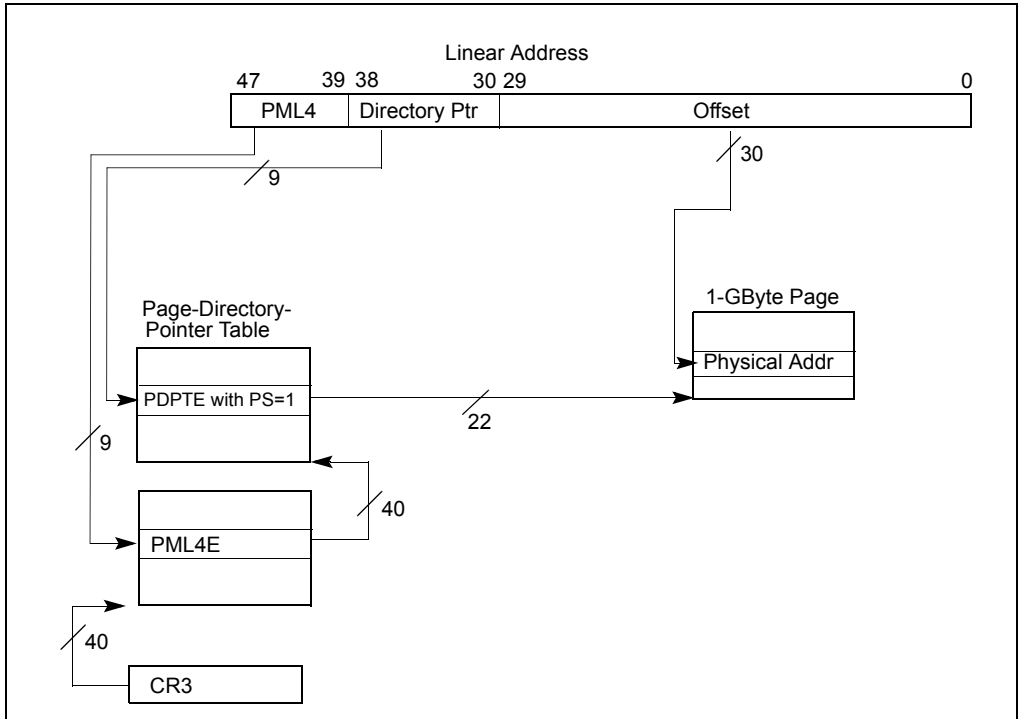 Linear Address
47 39 38 30 29 0
PML4 Directory Ptr Offset
9
30
Page-Directory-
Pointer Table
1-GByte Page
Physical Addr
PDPTE with PS=1
22
9
40
PML4E
40
CR3